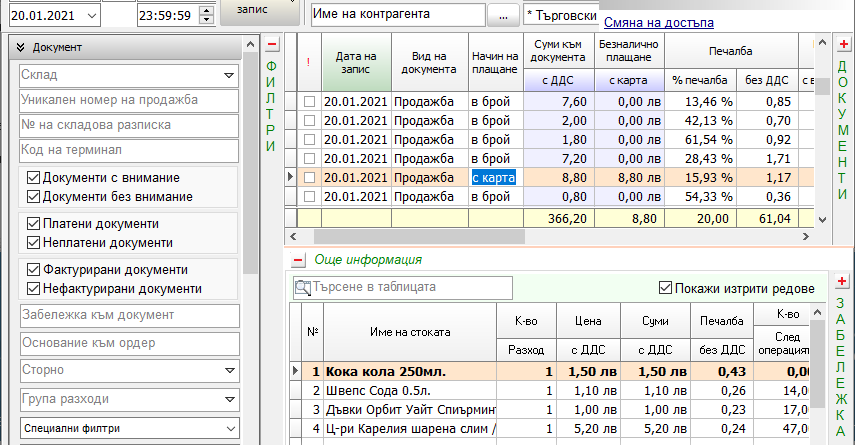 20.01.2021 23:59:59 запис Име на контрагента ... * Търговски Смяна на достъпа
Документ
Склад
Уникален номер на продажба
№ на складова разписка
Код на терминал
Документи с внимание
Документи без внимание
Платени документи
Неплатени документи
Фактурирани документи
Нефактурирани документи
Забележка към документ
Основание към ордер
Сторно
Група разходи
Специални филтри
ФИЛТРИ
! Дата на запис Вид на документа Начин на плащане Суми към документа Безналично плащане Печалба
с ДДС с карта % печалба без ДДС
20.01.2021 Продажба в брой 7,60 0,00 лв 13,46 % 0,85
20.01.2021 Продажба в брой 2,00 0,00 лв 42,13 % 0,70
20.01.2021 Продажба в брой 1,80 0,00 лв 61,54 % 0,92
20.01.2021 Продажба в брой 7,20 0,00 лв 28,43 % 1,71
20.01.2021 Продажба с карта 8,80 8,80 лв 15,93 % 1,17
20.01.2021 Продажба в брой 0,80 0,00 лв 54,33 % 0,36
366,20 8,80 20,00 61,04
ДОКУМЕНТИ
Още информация
Търсене в таблицата Покажи изтрити редове
№ Име на стоката К-во Цена Суми Печалба К-во
Разход с ДДС с ДДС без ДДС След операцият
1 Кока кола 250мл. 1 1,50 лв 1,50 лв 0,43 0,00
2 Швепс Сода 0.5л. 1 1,10 лв 1,10 лв 0,26 14,0
3 Дъвки Орбит Уайт Спиърминт 1 1,00 лв 1,00 лв 0,23 17,0
4 Ц-ри Карелия шарена слим / 1 5,20 лв 5,20 лв 0,24 47,0
ЗАБЕЛЕЖКА